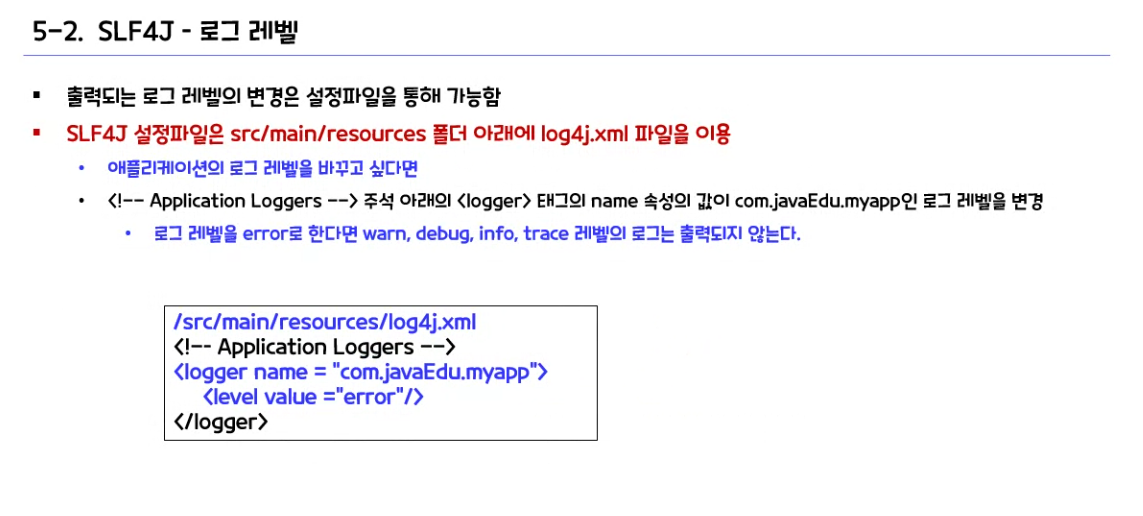 5-2. SLF4J - 로그 레벨
▪ 출력되는 로그 레벨의 변경은 설정파일을 통해 가능함
▪ SLF4J 설정파일은 src/main/resources 폴더 아래에 log4j.xml 파일을 이용
• 애플리케이션의 로그 레벨을 바꾸고 싶다면
• <!-- Application Loggers --> 주석 아래의 <logger> 태그의 name 속성의 값이 com.javaEdu.myapp인 로그 레벨을 변경
• 로그 레벨을 error로 한다면 warn, debug, info, trace 레벨의 로그는 출력되지 않는다.
/src/main/resources/log4j.xml
<!-- Application Loggers -->
<logger name = "com.javaEdu.myapp">
<level value ="error"/>
</logger>